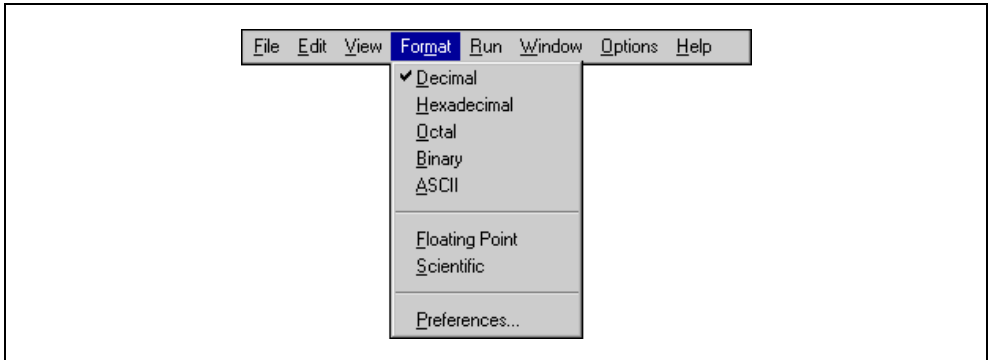 File Edit View Format Run Window Options Help
Decimal
Hexadecimal
Octal
Binary
ASCII
Floating Point
Scientific
Preferences...